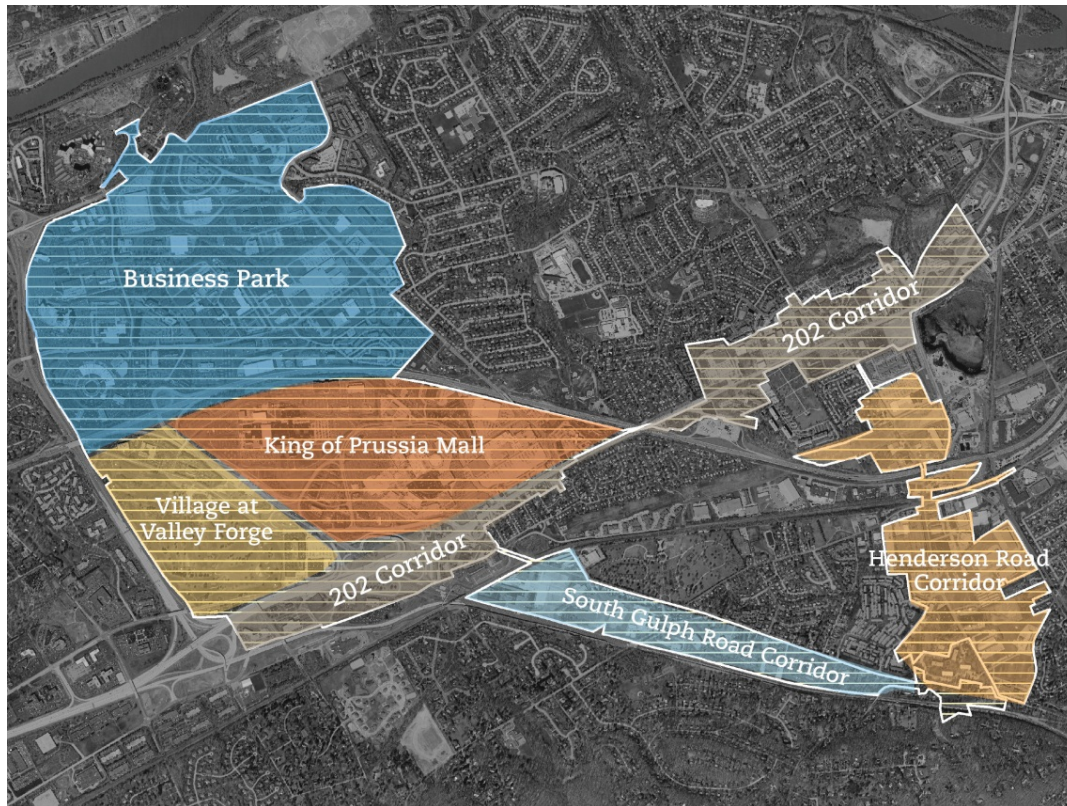 Business Park
202 Corridor
King of Prussia Mall
Village at
Valley Forge
202 Corridor
Henderson Road
Corridor
South Gulph Road Corridor